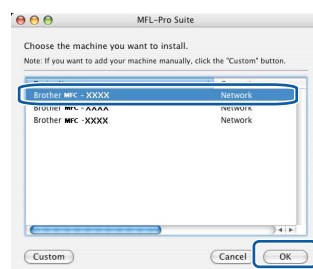 MFL-Pro Suite
Choose the machine you want to install.
Note: If you want to add your machine manually, click the "Custom" button.
Brother MFC - XXXX Network
Brother MFC - XXXX Network
Brother MFC -XXXX Network
Custom Cancel OK